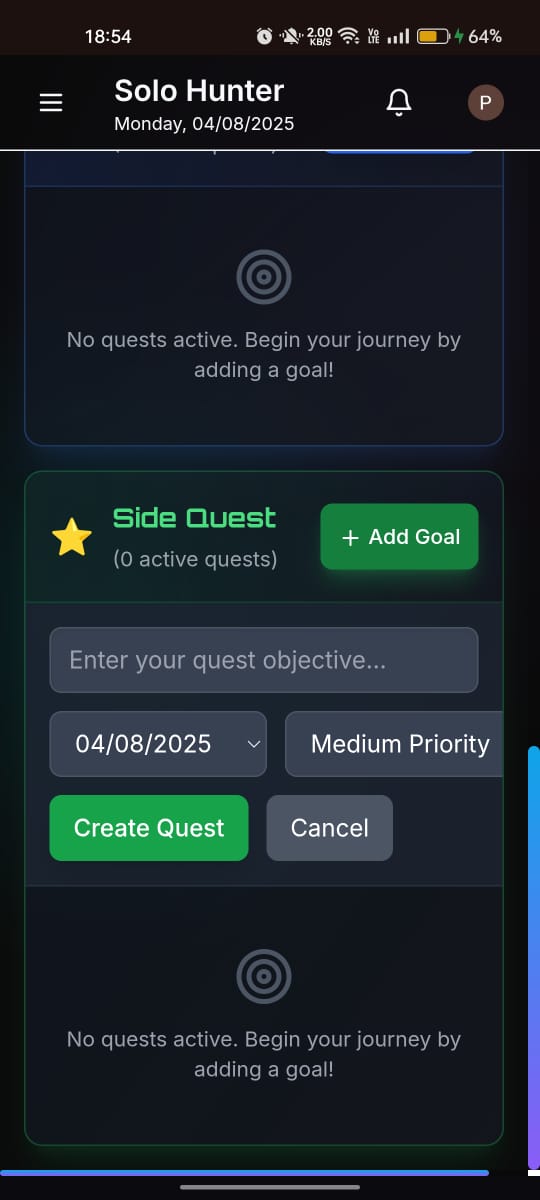 18:54
2.00
KB/S
Vo
LTE
64%
Solo Hunter
Monday, 04/08/2025
P
No quests active. Begin your journey by
adding a goal!
Side Quest
(0 active quests)
+ Add Goal
Enter your quest objective...
04/08/2025
Medium Priority
Create Quest
Cancel
No quests active. Begin your journey by
adding a goal!